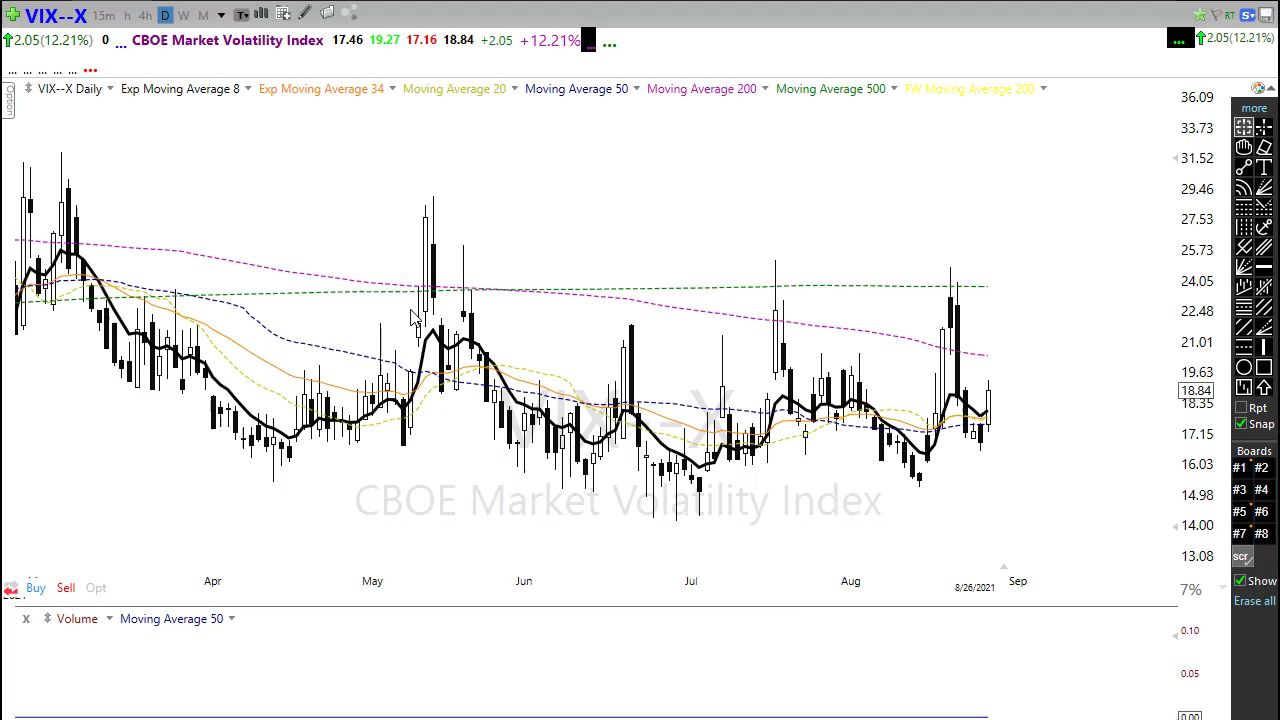 VIX--X 15m h 4h D W M T RT S
2.05(12.21%) 0 ... CBOE Market Volatility Index 17.46 19.27 17.16 18.84 +2.05 +12.21% ... ... ... 2.05(12.21%)
... ... ... ... ... ...
Option VIX--X Daily Exp Moving Average 8 Exp Moving Average 34 Moving Average 20 Moving Average 50 Moving Average 200 Moving Average 500 FW Moving Average 200
36.09
33.73
31.52
29.46
27.53
25.73
24.05
22.48
21.01
19.63
18.84
18.35
17.15
16.03
14.98
14.00
13.08
VIX--X
CBOE Market Volatility Index
Apr May Jun Jul Aug 8/26/2021 Sep
Buy Sell Opt 7%
X Volume Moving Average 50
0.10
0.05
0.00
more
T
Rpt
Snap
Boards
#1 #2
#3 #4
#5 #6
#7 #8
scr
Show
Erase all